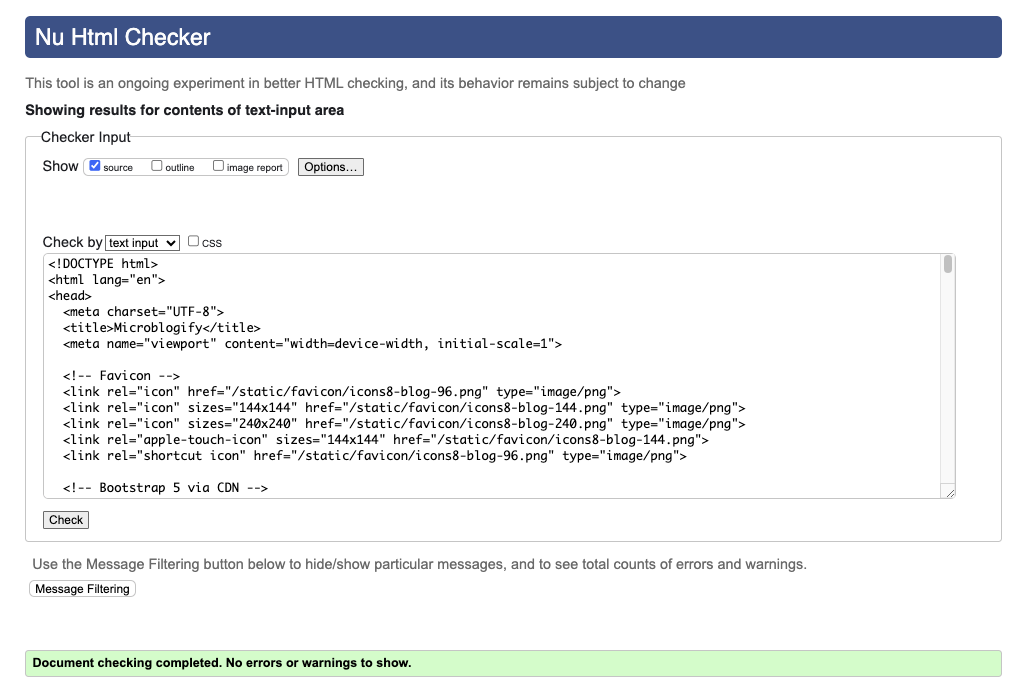 Nu Html Checker
This tool is an ongoing experiment in better HTML checking, and its behavior remains subject to change
Showing results for contents of text-input area
Checker Input
Show source outline image report Options...
Check by text input CSS
<!DOCTYPE html>
<html lang="en">
<head>
  <meta charset="UTF-8">
  <title>Microblogify</title>
  <meta name="viewport" content="width=device-width, initial-scale=1">

  <!-- Favicon -->
  <link rel="icon" href="/static/favicon/icons8-blog-96.png" type="image/png">
  <link rel="icon" sizes="144x144" href="/static/favicon/icons8-blog-144.png" type="image/png">
  <link rel="icon" sizes="240x240" href="/static/favicon/icons8-blog-240.png" type="image/png">
  <link rel="apple-touch-icon" sizes="144x144" href="/static/favicon/icons8-blog-144.png">
  <link rel="shortcut icon" href="/static/favicon/icons8-blog-96.png" type="image/png">

  <!-- Bootstrap 5 via CDN -->
Check
Use the Message Filtering button below to hide/show particular messages, and to see total counts of errors and warnings.
Message Filtering
Document checking completed. No errors or warnings to show.